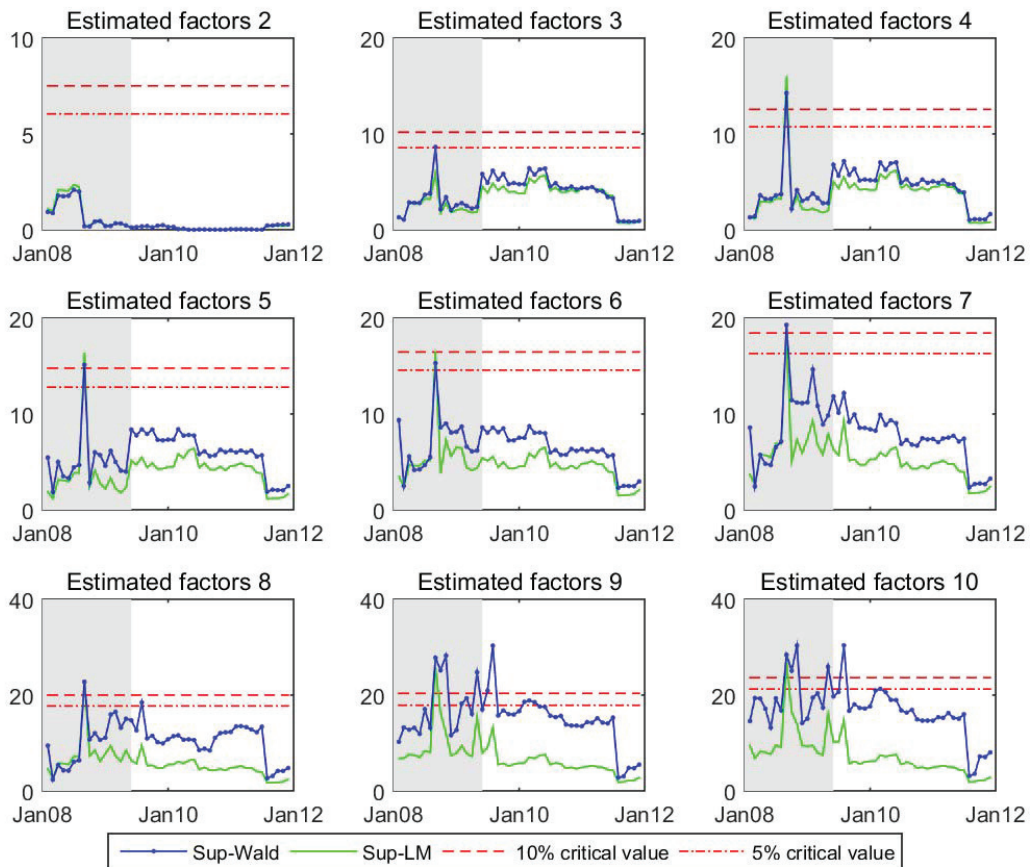 Estimated factors 2
Estimated factors 3
Estimated factors 4
10
5
0
Jan08
Jan10
Jan12
20
10
0
Jan08
Jan10
Jan12
20
10
0
Jan08
Jan10
Jan12
Estimated factors 5
Estimated factors 6
Estimated factors 7
20
10
0
Jan08
Jan10
Jan12
20
10
0
Jan08
Jan10
Jan12
20
10
0
Jan08
Jan10
Jan12
Estimated factors 8
Estimated factors 9
Estimated factors 10
40
20
0
Jan08
Jan10
Jan12
40
20
0
Jan08
Jan10
Jan12
40
20
0
Jan08
Jan10
Jan12
Sup-Wald
Sup-LM
10% critical value
5% critical value